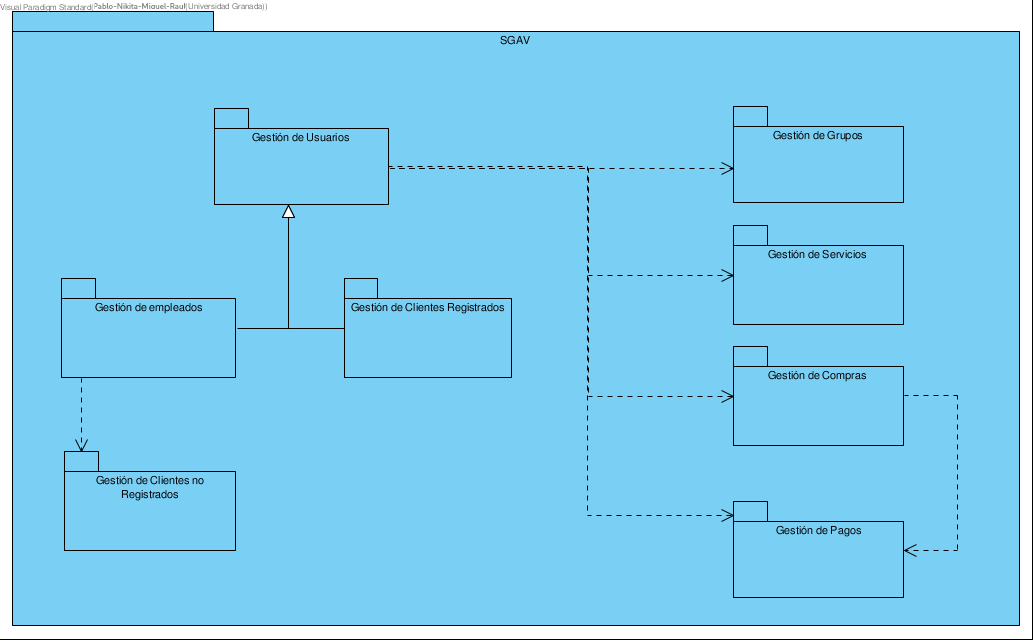 Visual Paradigm Standard(Pablo-Nikita-Miguel-Raul(Universidad Granada))
SGAV
Gestión de Usuarios
Gestión de Grupos
Gestión de Servicios
Gestión de empleados
Gestión de Clientes Registrados
Gestión de Compras
Gestión de Clientes no
Registrados
Gestión de Pagos